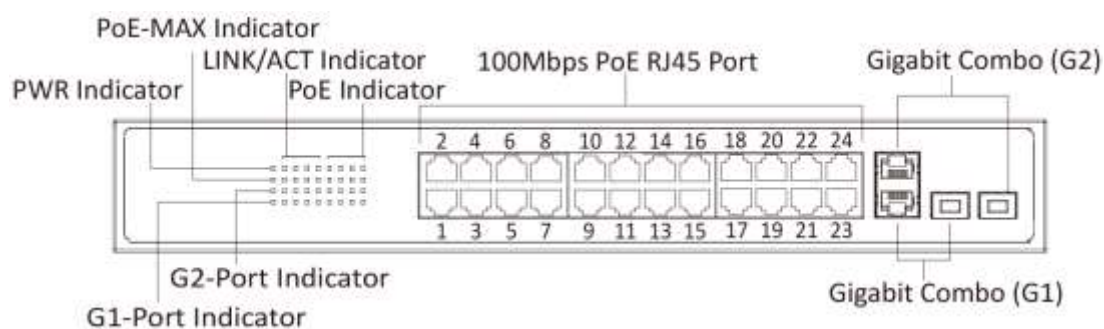 PoE-MAX Indicator
LINK/ACT Indicator
100Mbps PoE RJ45 Port
Gigabit Combo (G2)
PWR Indicator
PoE Indicator
2 4 6 8 10 12 14 16 18 20 22 24
1 3 5 7 9 11 13 15 17 19 21 23
G2-Port Indicator
Gigabit Combo (G1)
G1-Port Indicator